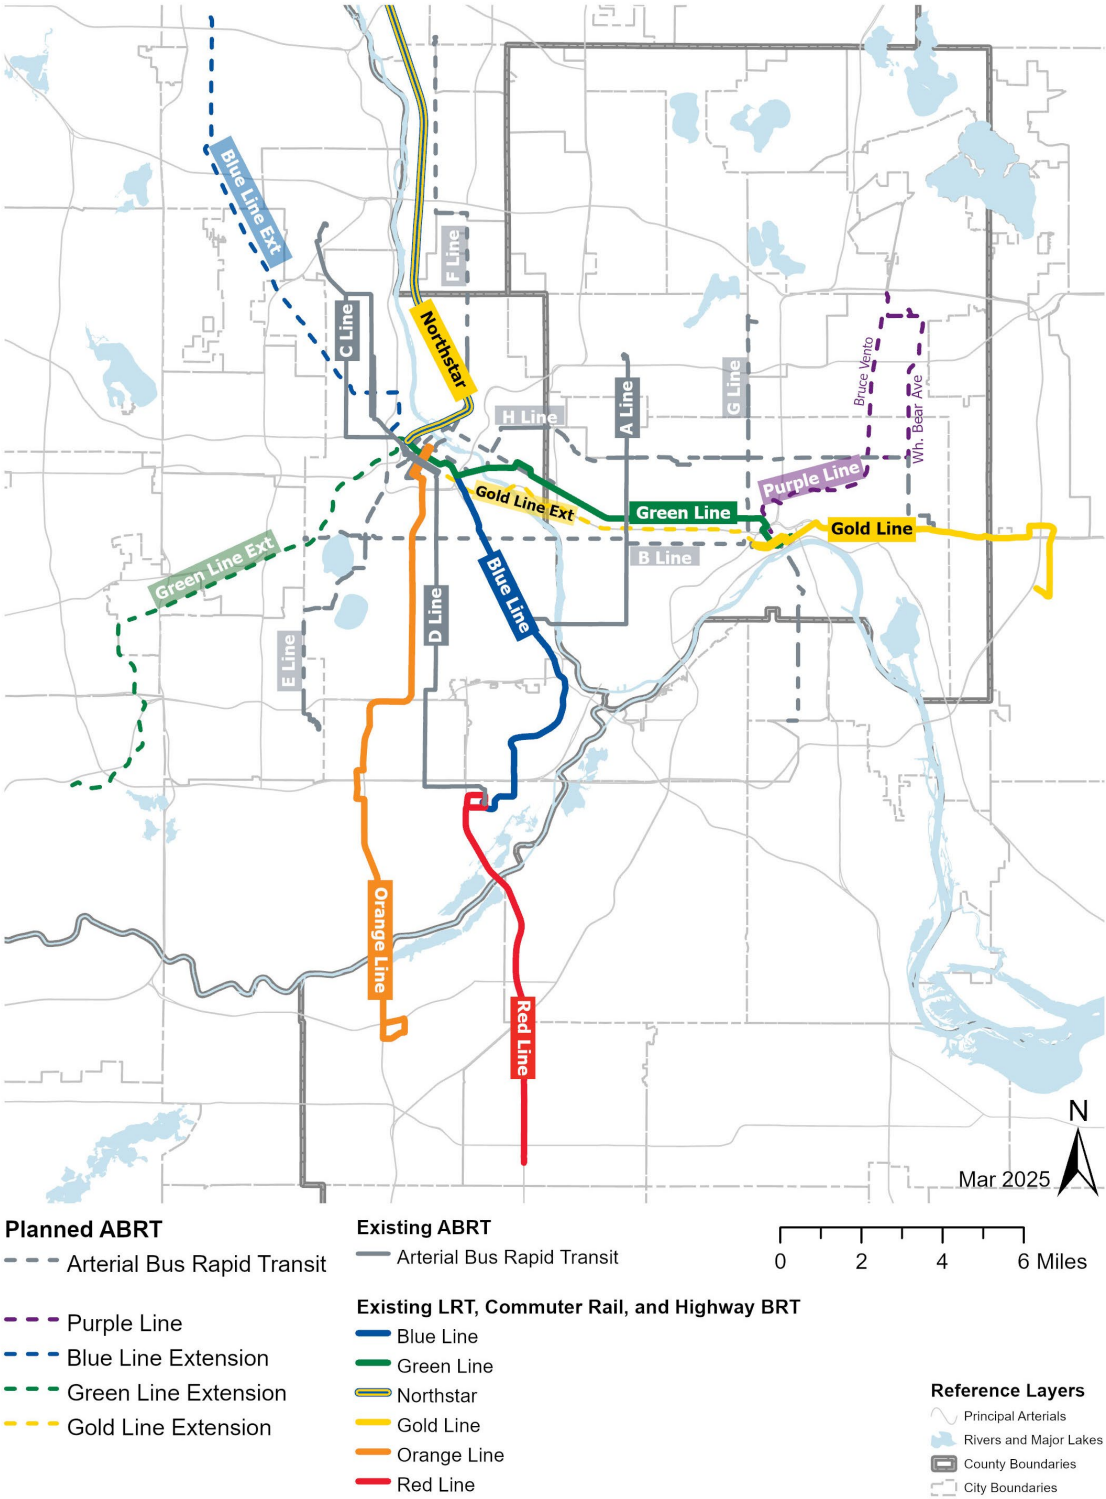 Blue Line Ext
F Line
C Line
Northstar
A Line
G Line
H Line
Bruce Vento
Wh. Bear Ave
Purple Line
Gold Line Ext
Green Line
Gold Line
B Line
Green Line Ext
Blue Line
D Line
E Line
Orange Line
Red Line
N
Mar 2025
Planned ABRT
Arterial Bus Rapid Transit
Purple Line
Blue Line Extension
Green Line Extension
Gold Line Extension
Existing ABRT
Arterial Bus Rapid Transit
Existing LRT, Commuter Rail, and Highway BRT
Blue Line
Green Line
Northstar
Gold Line
Orange Line
Red Line
0 2 4 6 Miles
Reference Layers
Principal Arterials
Rivers and Major Lakes
County Boundaries
City Boundaries